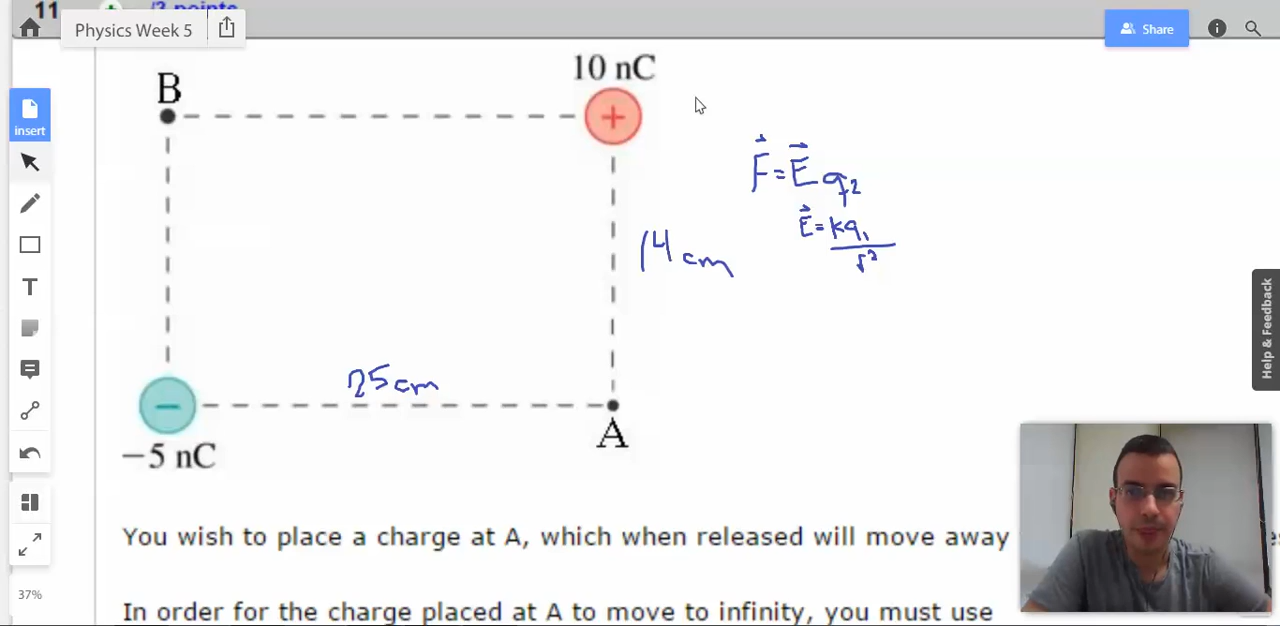 11
Physics Week 5
Share
insert
T
37%
Help & Feedback
10 nC
B
+
F = E q2
E = kq1
r2
14 cm
25 cm
−
A
−5 nC
You wish to place a charge at A, which when released will move away
In order for the charge placed at A to move to infinity, you must use